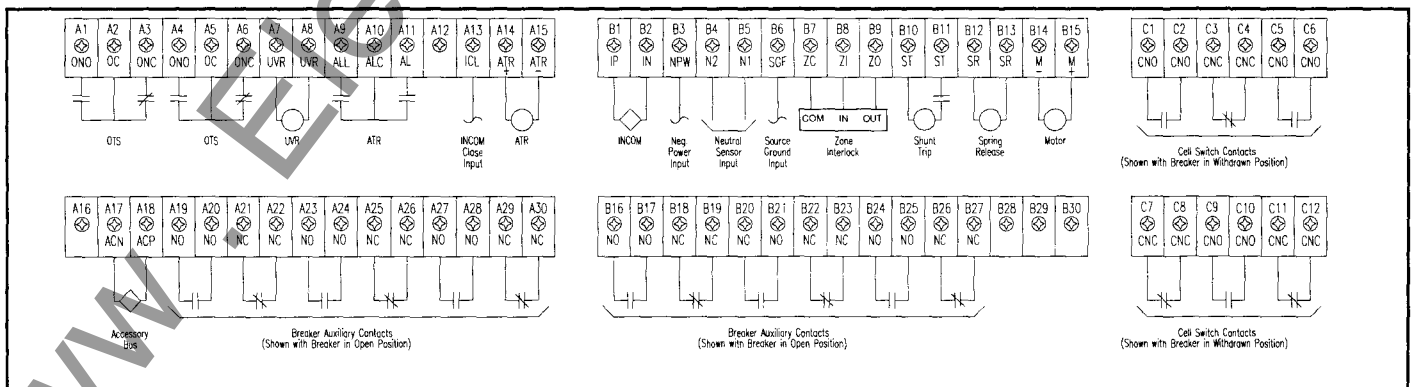 A1 A2 A3 A4 A5 A6 A7 A8 A9 A10 A11 A12 A13 A14 A15
ONO OC ONC ONO OC ONC UVR UVR ALL ALC AL ICL ATR ATR
+ −
OTS OTS UVR ATR INCOM Close Input ATR
B1 B2 B3 B4 B5 B6 B7 B8 B9 B10 B11 B12 B13 B14 B15
IP IN NPW N2 N1 SGF ZC ZI ZO ST ST SR SR M M
− +
COM IN OUT
INCOM Neg. Power Input Neutral Sensor Input Source Ground Input Zone Interlock Shunt Trip Spring Release Motor
C1 C2 C3 C4 C5 C6
CNO CNO CNC CNC CNO CNO
Cell Switch Contacts
(Shown with Breaker in Withdrawn Position)
A16 A17 A18 A19 A20 A21 A22 A23 A24 A25 A26 A27 A28 A29 A30
ACN ACP NO NO NC NC NO NO NC NC NO NO NC NC
Accessory Bus
Breaker Auxiliary Contacts
(Shown with Breaker in Open Position)
B16 B17 B18 B19 B20 B21 B22 B23 B24 B25 B26 B27 B28 B29 B30
NO NO NC NC NO NO NC NC NO NO NC NC
Breaker Auxiliary Contacts
(Shown with Breaker in Open Position)
C7 C8 C9 C10 C11 C12
CNC CNC CNO CNO CNC CNC
Cell Switch Contacts
(Shown with Breaker in Withdrawn Position)
www . Ele